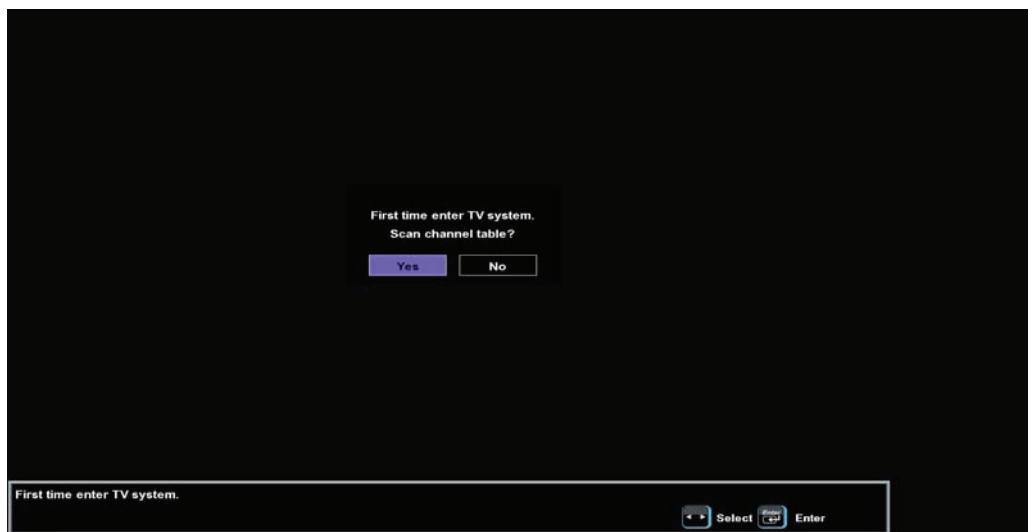 First time enter TV system.
Scan channel table?
Yes No
First time enter TV system.
Select Enter Enter